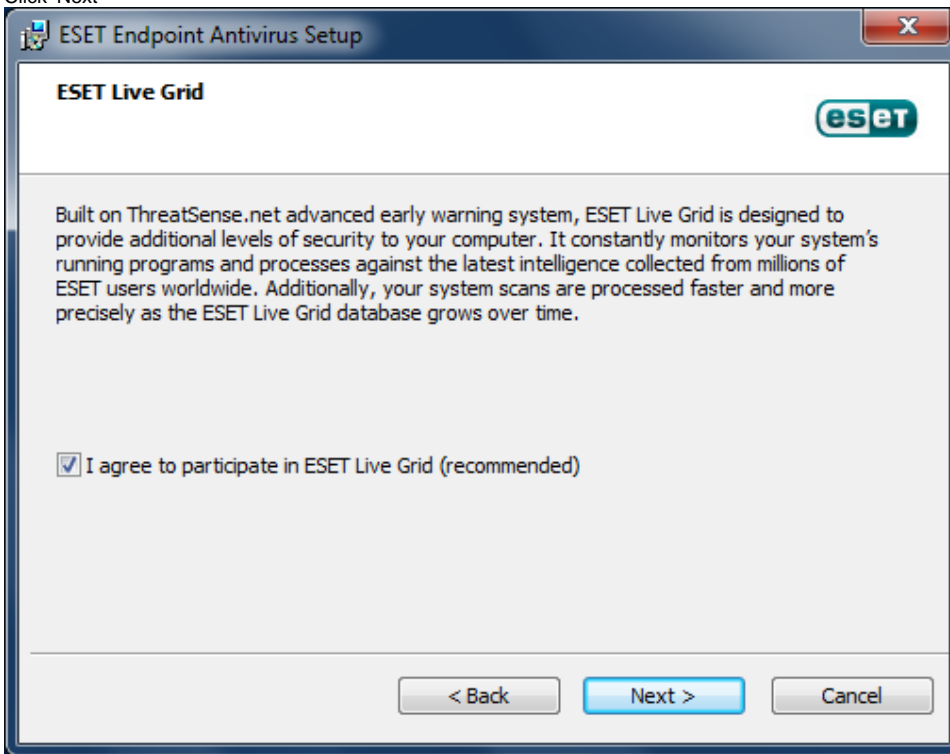 Click 'Next'
ESET Endpoint Antivirus Setup
X
ESET Live Grid
eseT
Built on ThreatSense.net advanced early warning system, ESET Live Grid is designed to
provide additional levels of security to your computer. It constantly monitors your system's
running programs and processes against the latest intelligence collected from millions of
ESET users worldwide. Additionally, your system scans are processed faster and more
precisely as the ESET Live Grid database grows over time.
I agree to participate in ESET Live Grid (recommended)
< Back Next > Cancel